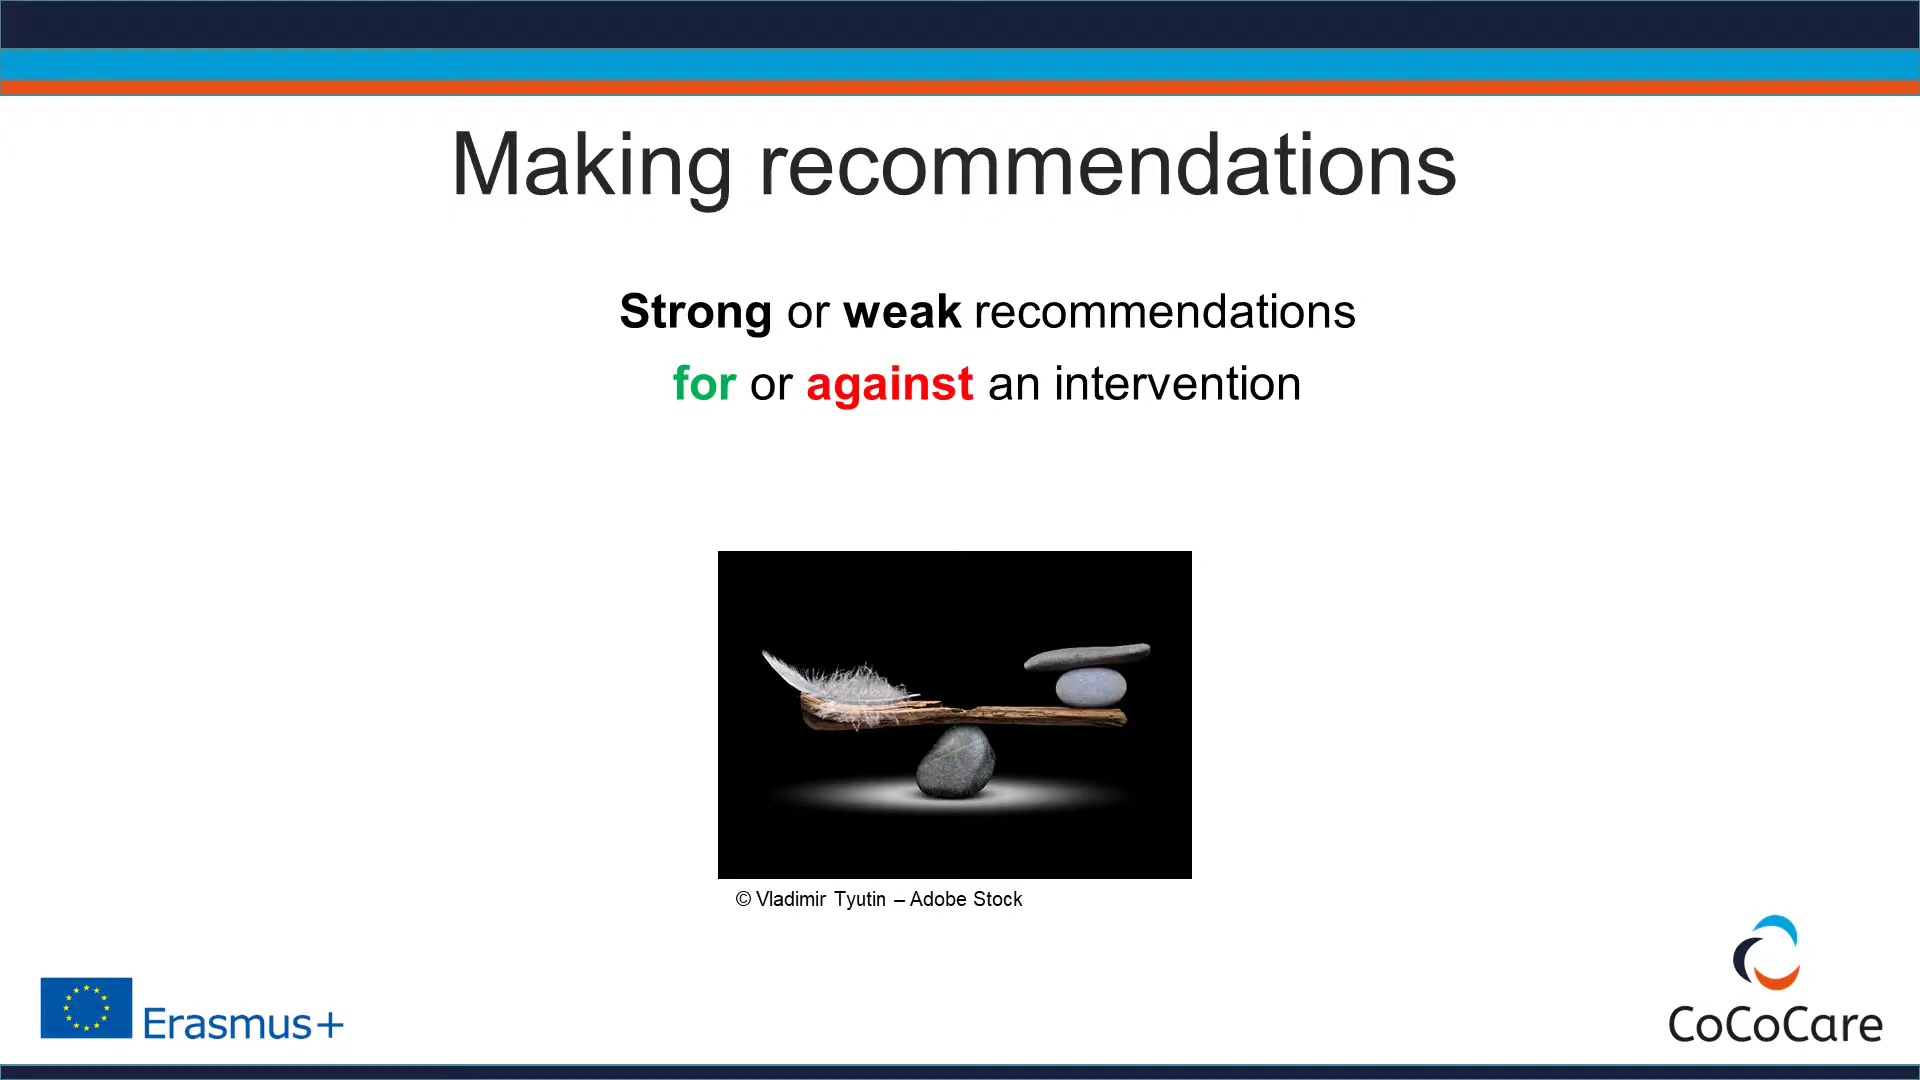 Making recommendations
Strong or weak recommendations
for or against an intervention
© Vladimir Tyutin – Adobe Stock
Erasmus+
CoCoCare